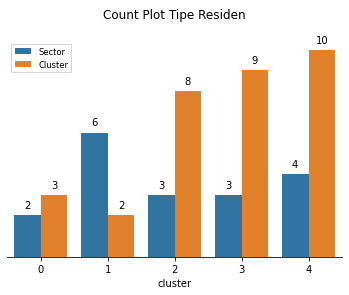 Count Plot Tipe Residen
Sector
Cluster
2 3 6 2 3 8 3 9 4 10
0 1 2 3 4
cluster